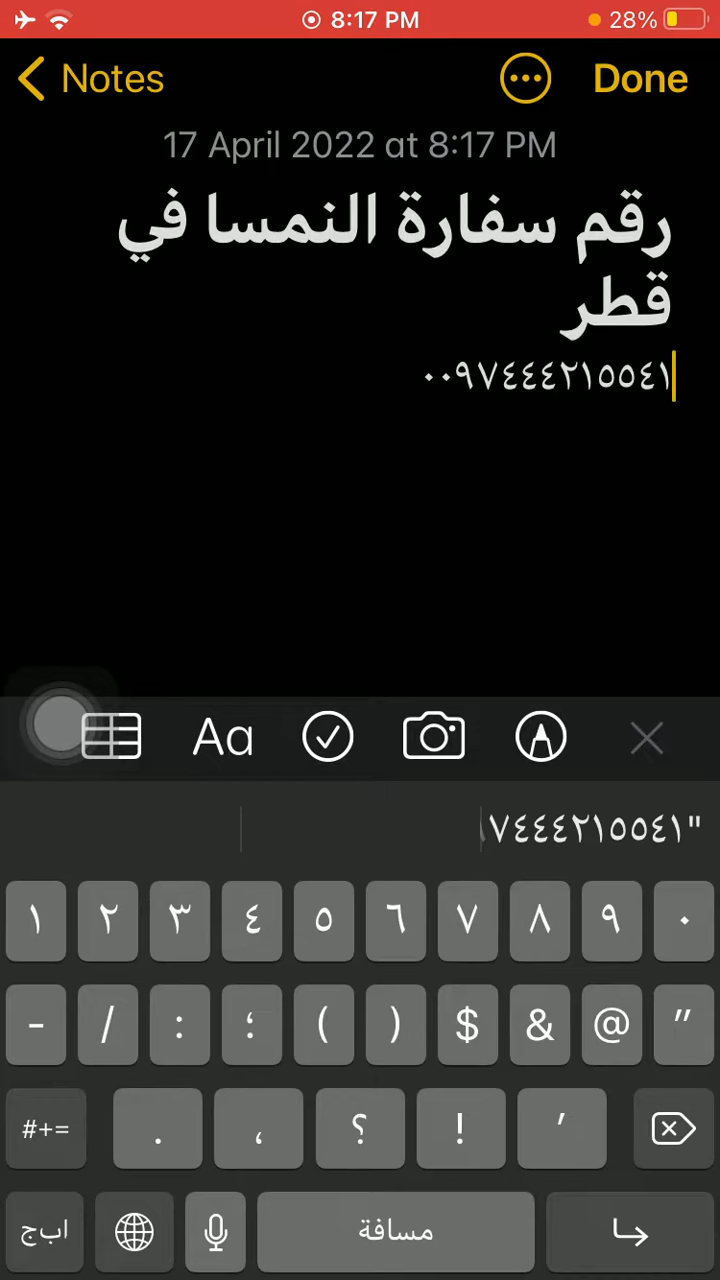 8:17 PM
28%
Notes
Done
17 April 2022 at 8:17 PM
رقم سفارة النمسا في
قطر
٠٠٩٧٤٤٤٢١٥٥٤١
Aa
٧٤٤٤٢١٥٥٤١"
١ ٢ ٣ ٤ ٥ ٦ ٧ ٨ ٩ ٠
- / : ؛ ( ) $ & @ "
#+= . ، ؟ ! '
اب‌ج مسافة